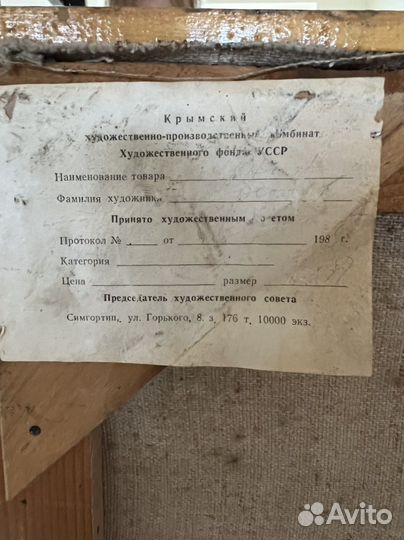 Крымский
художественно-производственный комбинат
Художественного фонда УССР
Наименование товара
Фамилия художника
Принято художественным советом
Протокол № от 198 г.
Категория
Цена размер
Председатель художественного совета
Симгортип. ул. Горького, 8. з. 176 т. 10000 экз.
Avito